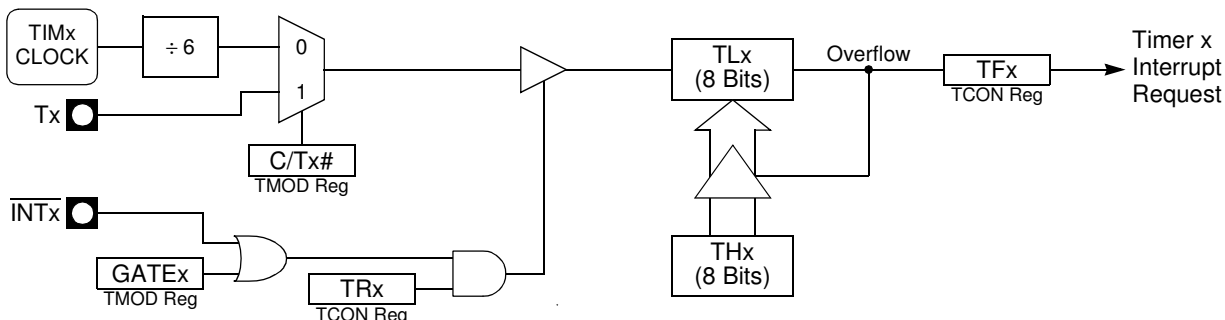 TIMx
CLOCK
÷ 6
0
1
Tx
C/Tx#
TMOD Reg
INTx
GATEx
TMOD Reg
TRx
TCON Reg
TLx
(8 Bits)
Overflow
TFx
TCON Reg
Timer x
Interrupt
Request
THx
(8 Bits)